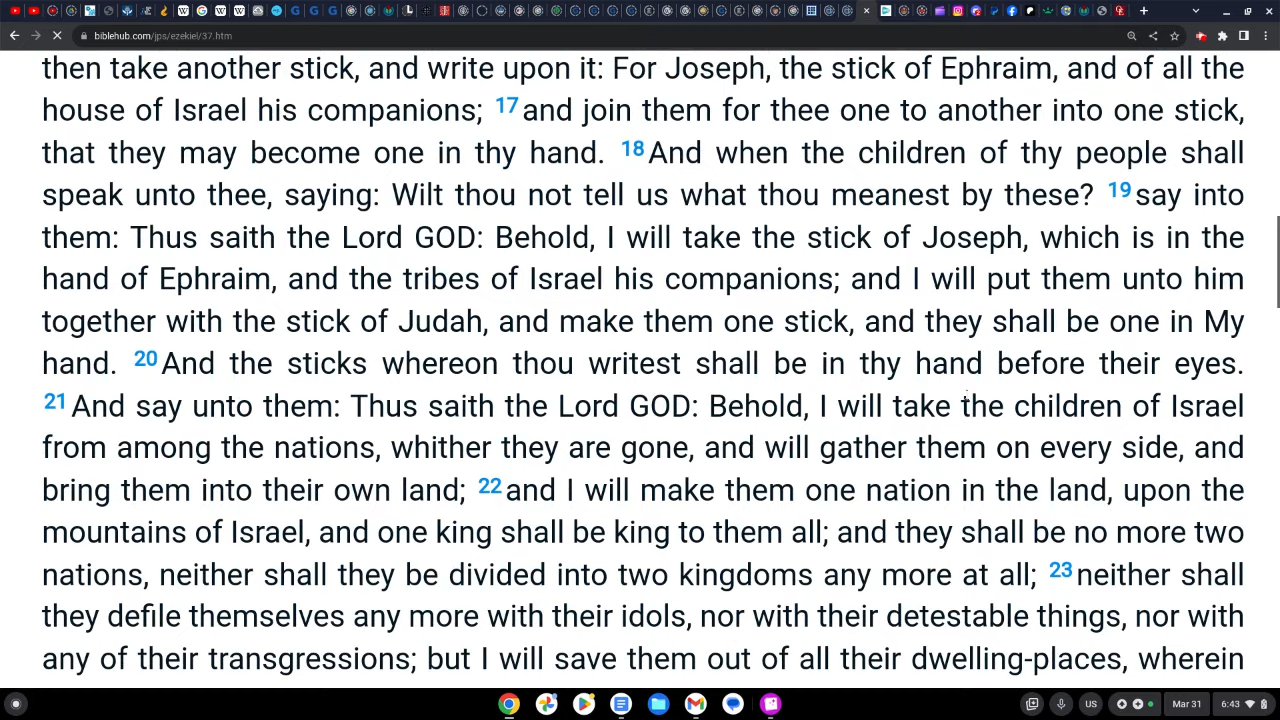 biblehub.com/jps/ezekiel/37.htm
then take another stick, and write upon it: For Joseph, the stick of Ephraim, and of all the
house of Israel his companions; 17 and join them for thee one to another into one stick,
that they may become one in thy hand. 18 And when the children of thy people shall
speak unto thee, saying: Wilt thou not tell us what thou meanest by these? 19 say into
them: Thus saith the Lord GOD: Behold, I will take the stick of Joseph, which is in the
hand of Ephraim, and the tribes of Israel his companions; and I will put them unto him
together with the stick of Judah, and make them one stick, and they shall be one in My
hand. 20 And the sticks whereon thou writest shall be in thy hand before their eyes.
21 And say unto them: Thus saith the Lord GOD: Behold, I will take the children of Israel
from among the nations, whither they are gone, and will gather them on every side, and
bring them into their own land; 22 and I will make them one nation in the land, upon the
mountains of Israel, and one king shall be king to them all; and they shall be no more two
nations, neither shall they be divided into two kingdoms any more at all; 23 neither shall
they defile themselves any more with their idols, nor with their detestable things, nor with
any of their transgressions; but I will save them out of all their dwelling-places, wherein
US Mar 31 6:43